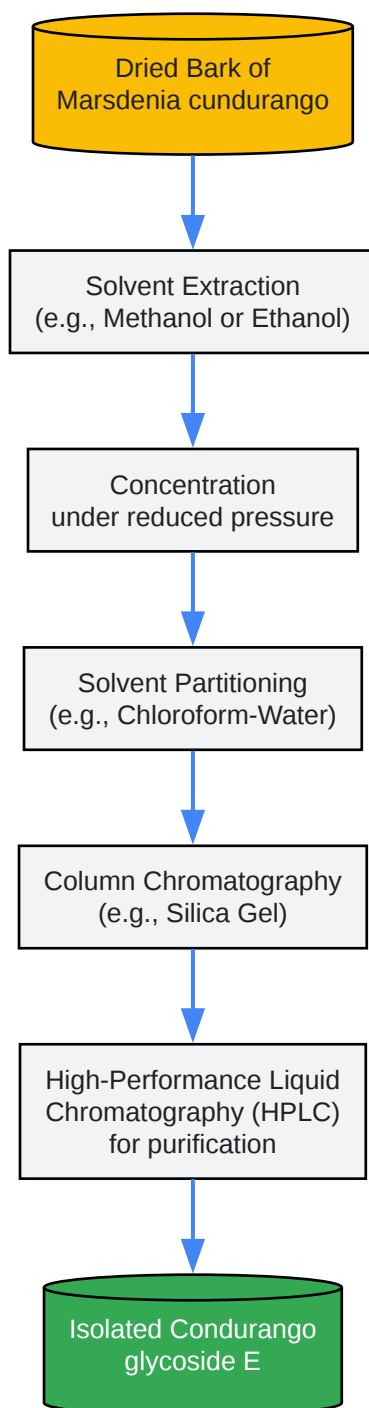 Dried Bark of
Marsdenia cundurango
Solvent Extraction
(e.g., Methanol or Ethanol)
Concentration
under reduced pressure
Solvent Partitioning
(e.g., Chloroform-Water)
Column Chromatography
(e.g., Silica Gel)
High-Performance Liquid
Chromatography (HPLC)
for purification
Isolated Condurango
glycoside E